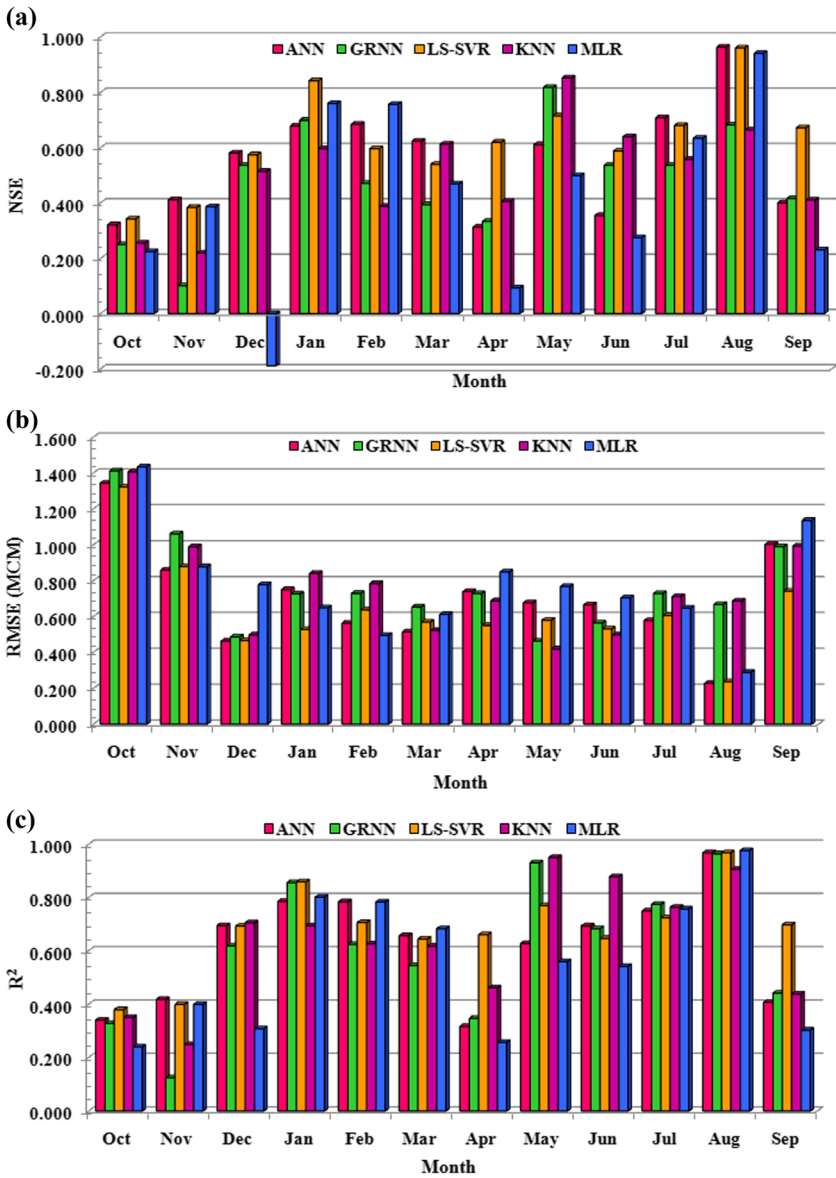 (a)
1.000
ANN GRNN LS-SVR KNN MLR
0.800
0.600
NSE
0.400
0.200
0.000
Oct Nov Dec Jan Feb Mar Apr May Jun Jul Aug Sep
-0.200
Month
(b)
1.600
ANN GRNN LS-SVR KNN MLR
1.400
1.200
1.000
RMSE (MCM)
0.800
0.600
0.400
0.200
0.000
Oct Nov Dec Jan Feb Mar Apr May Jun Jul Aug Sep
Month
(c)
ANN GRNN LS-SVR KNN MLR
1.000
0.800
0.600
R²
0.400
0.200
0.000
Oct Nov Dec Jan Feb Mar Apr May Jun Jul Aug Sep
Month